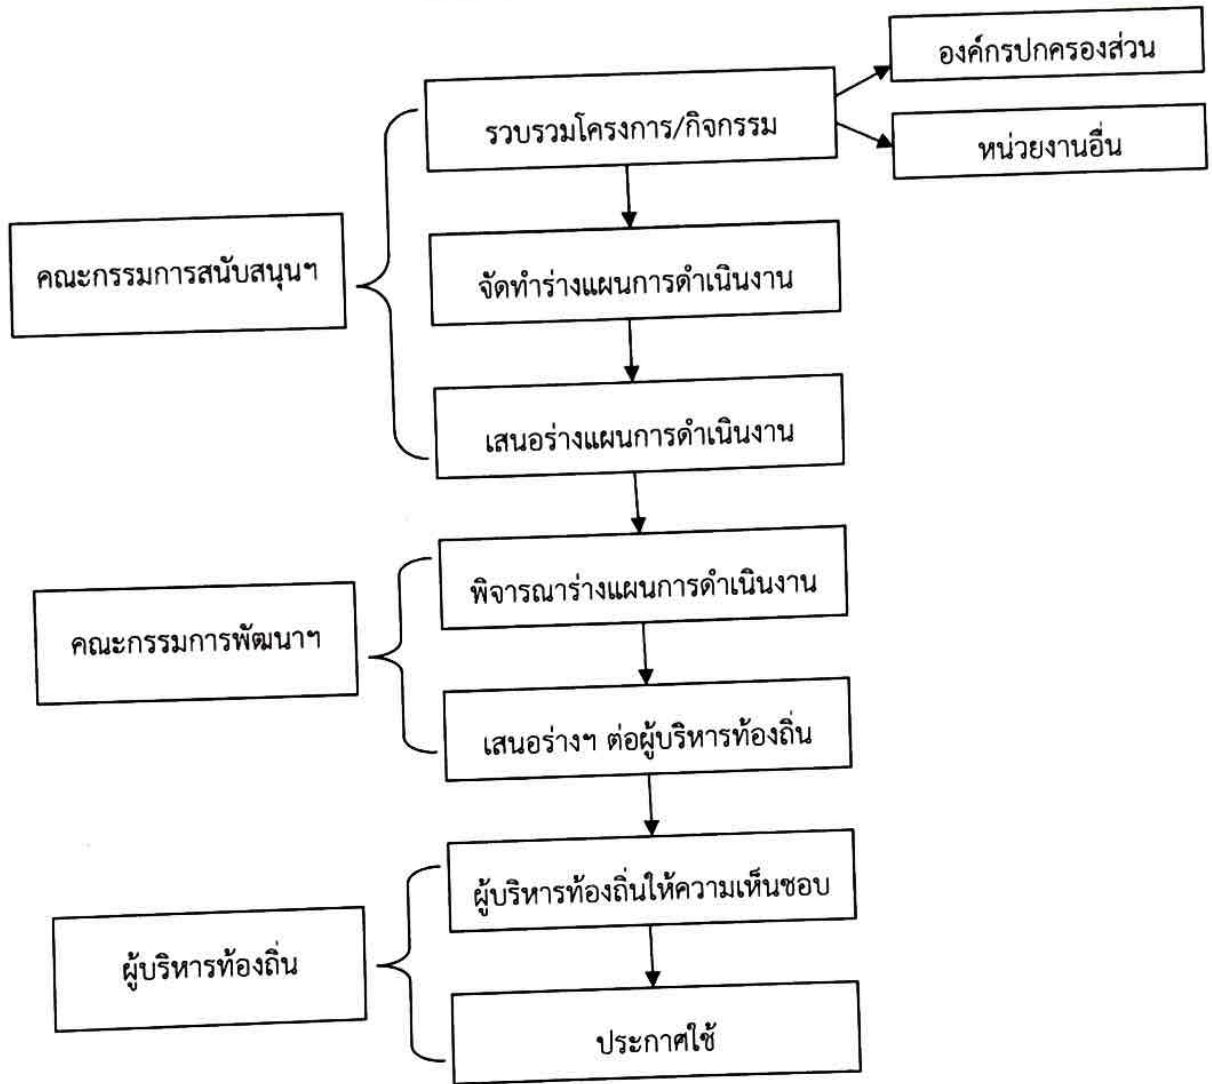 องค์กรปกครองส่วน
รวบรวมโครงการ/กิจกรรม
หน่วยงานอื่น
คณะกรรมการสนับสนุนฯ
จัดทำร่างแผนการดำเนินงาน
เสนอร่างแผนการดำเนินงาน
พิจารณาร่างแผนการดำเนินงาน
คณะกรรมการพัฒนาฯ
เสนอร่างฯ ต่อผู้บริหารท้องถิ่น
ผู้บริหารท้องถิ่นให้ความเห็นชอบ
ผู้บริหารท้องถิ่น
ประกาศใช้